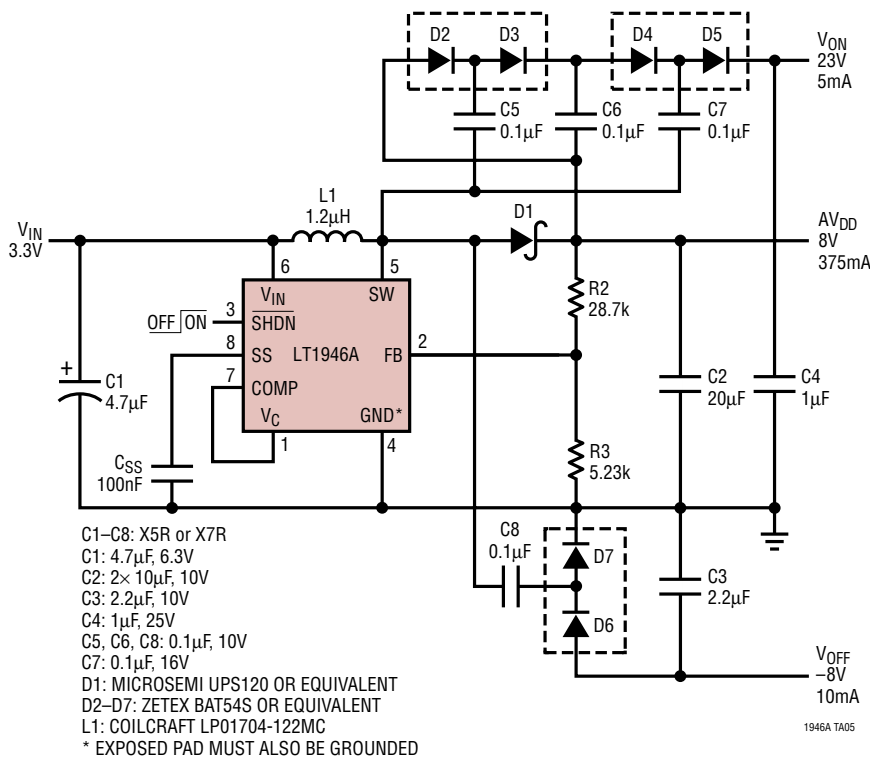 D2
D3
D4
D5
V_ON
23V
5mA
C5
0.1µF
C6
0.1µF
C7
0.1µF
L1
1.2µH
D1
V_IN
3.3V
AV_DD
8V
375mA
6
5
V_IN
SW
R2
28.7k
OFF ON
3
SHDN
8
SS
LT1946A
FB
2
7
COMP
V_C
GND*
1
4
+
C1
4.7µF
C2
20µF
C4
1µF
C_SS
100nF
R3
5.23k
C8
0.1µF
D7
D6
C3
2.2µF
V_OFF
–8V
10mA
C1–C8: X5R or X7R
C1: 4.7µF, 6.3V
C2: 2× 10µF, 10V
C3: 2.2µF, 10V
C4: 1µF, 25V
C5, C6, C8: 0.1µF, 10V
C7: 0.1µF, 16V
D1: MICROSEMI UPS120 OR EQUIVALENT
D2–D7: ZETEX BAT54S OR EQUIVALENT
L1: COILCRAFT LP01704-122MC
* EXPOSED PAD MUST ALSO BE GROUNDED
1946A TA05